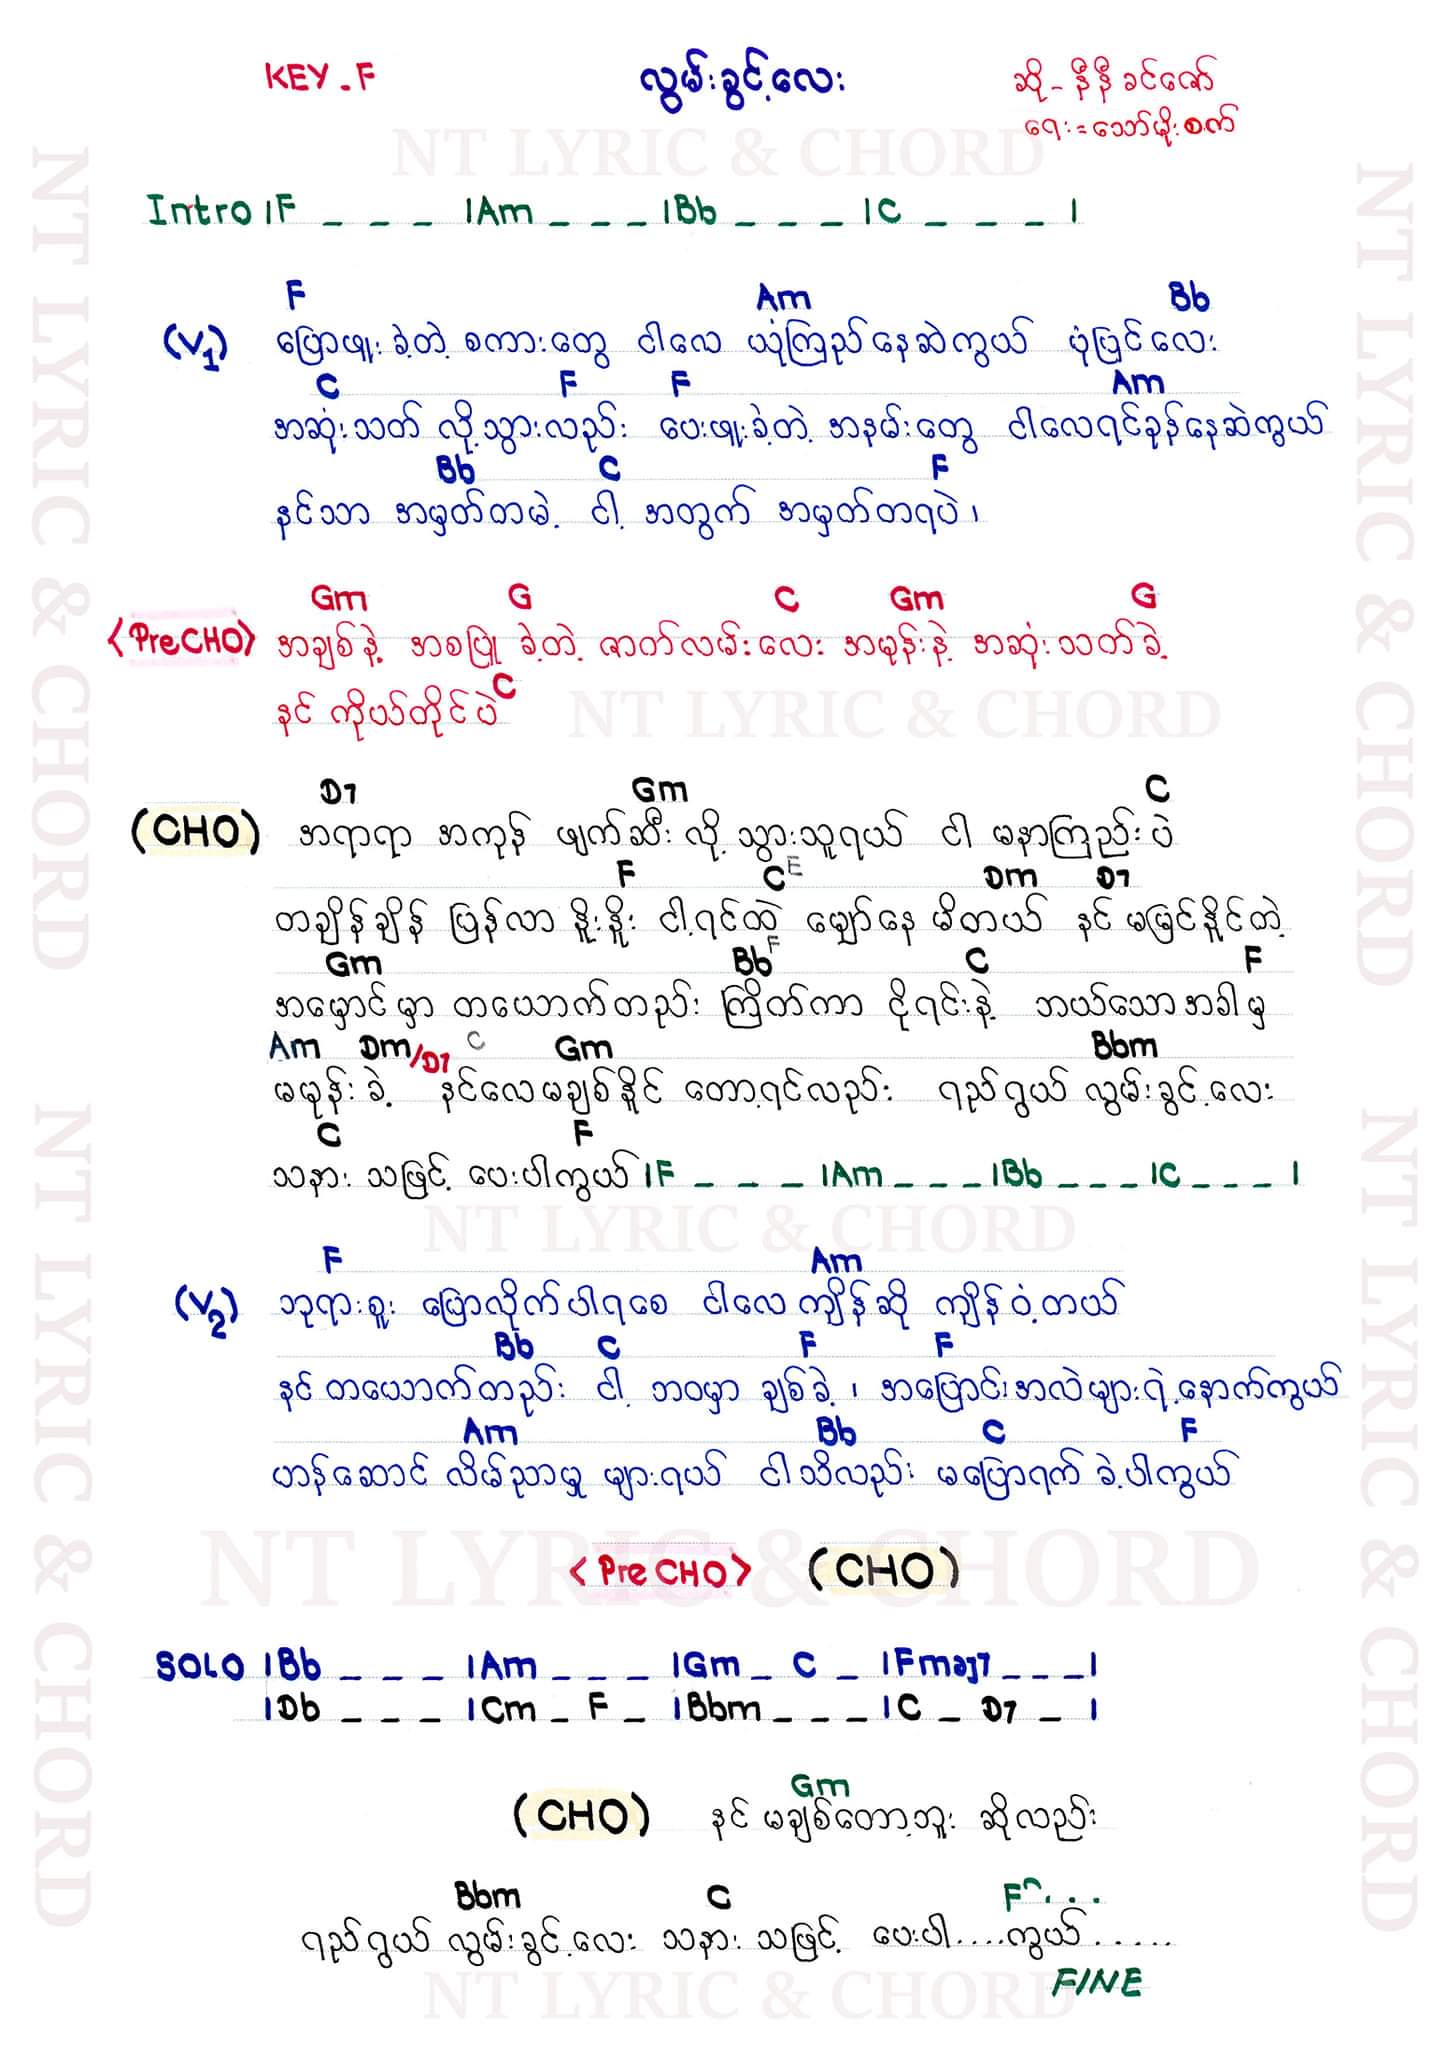 KEY - F
လွမ်းခွင့်လေး
ဆို - နီနီခင်ဇော်
ရေး = သော်မိုးစက်
NT LYRIC & CHORD
Intro |F _ _ _ |Am _ _ _ |Bb _ _ _ |C _ _ _ |
F Am Bb
(V1) ပြောဖူးခဲ့တဲ့ စကားတွေ ငါလေ ယုံကြည်နေဆဲကွယ် ပုံပြင်လေး
C F F Am
အဆုံးသတ် လို့သွားလည်း ပေးဖူးခဲ့တဲ့ အနမ်းတွေ ငါလေရင်ခုန်နေဆဲကွယ်
Bb C F
နင်သာ အမှတ်တမဲ့ ငါ့ အတွက် အမှတ်တရပဲ၊
Gm G C Gm G
<PreCHO> အချစ်နဲ့ အစပြု ခဲ့တဲ့ ဇာတ်လမ်းလေး အမုန်းနဲ့ အဆုံးသတ်ခဲ့
C
နင် ကိုယ်တိုင်ပဲ
NT LYRIC & CHORD
D7 Gm C
(CHO) အရာရာ အကုန် ဖျက်ဆီးလို့ သွားသူရယ် ငါ မနာကြည်းပဲ
F C E Dm D7
တချိန်ချိန် ပြန်လာ နိုးနိုး ငါ့ရင်ထဲ မျှော်နေ မိတယ် နင် မမြင်နိုင်တဲ့
Gm Bb F C F
အမှောင်မှာ တယောက်တည်း ကြိတ်ကာ ငိုရင်းနဲ့ ဘယ်သောအခါမှ
Am Dm/D7 C Gm Bbm
မမုန်းခဲ့ နင်လေမချစ်နိုင် တော့ရင်လည်း ရည်ရွယ် လွမ်းခွင့်လေး
C F
သနား သဖြင့် ပေးပါကွယ် |F _ _ _ |Am _ _ _ |Bb _ _ _ |C _ _ _ |
NT LYRIC & CHORD
F Am
(V2) ဘုရားစူး ပြောလိုက်ပါရစေ ငါလေ ကျိန်ဆို ကျိန်ဝံ့တယ်
Bb C F F
နင် တယောက်တည်း ငါ့ ဘဝမှာ ချစ်ခဲ့ ၊ အပြောင်းအလဲများရဲ့နောက်ကွယ်
Am Bb C F
ဟန်ဆောင် လိမ်ညာမှု များရယ် ငါသိလည်း မပြောရက် ခဲ့ပါကွယ်
<PreCHO> (CHO)
NT LYRIC & CHORD
SOLO |Bb _ _ _ |Am _ _ _ |Gm _ C _ |Fmaj7 _ _ _|
|Db _ _ _ |Cm _ F _ |Bbm _ _ _ |C _ D7 _ |
Gm
(CHO) နင် မချစ်တော့ဘူး ဆိုလည်း
Bbm C F...
ရည်ရွယ် လွမ်းခွင့်လေး သနား သဖြင့် ပေးပါ....ကွယ်.....
NT LYRIC & CHORD
FINE
NT LYRIC & CHORD
NT LYRIC & CHORD
NT LYRIC & CHORD
NT LYRIC & CHORD